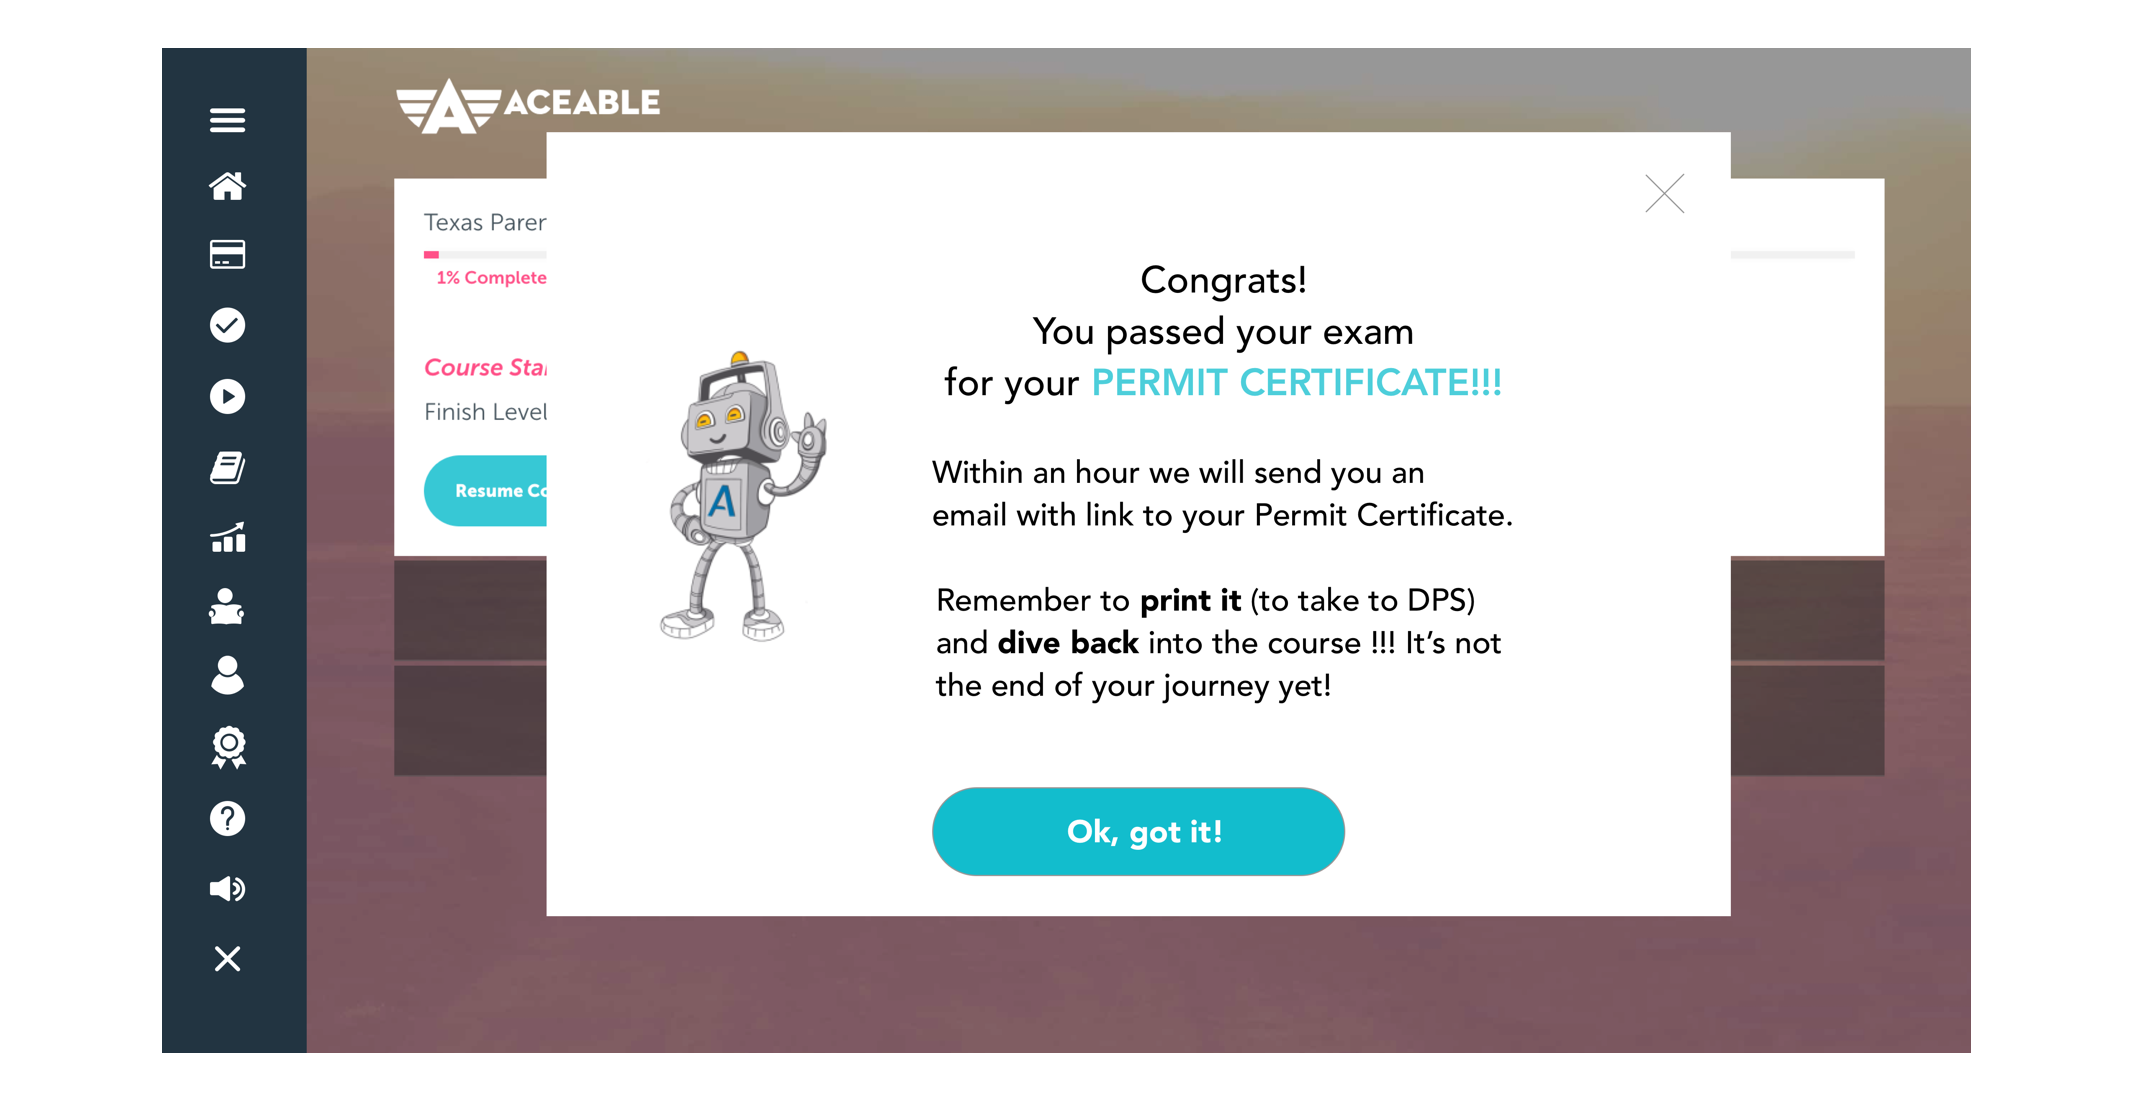 ACEABLE
Texas
1% Complete
Course
Finish Level
Resume
Congrats!
You passed your exam
for your PERMIT CERTIFICATE!!!
Within an hour we will send you an
email with link to your Permit Certificate.
Remember to print it (to take to DPS)
and dive back into the course !!! It’s not
the end of your journey yet!
A
Ok, got it!